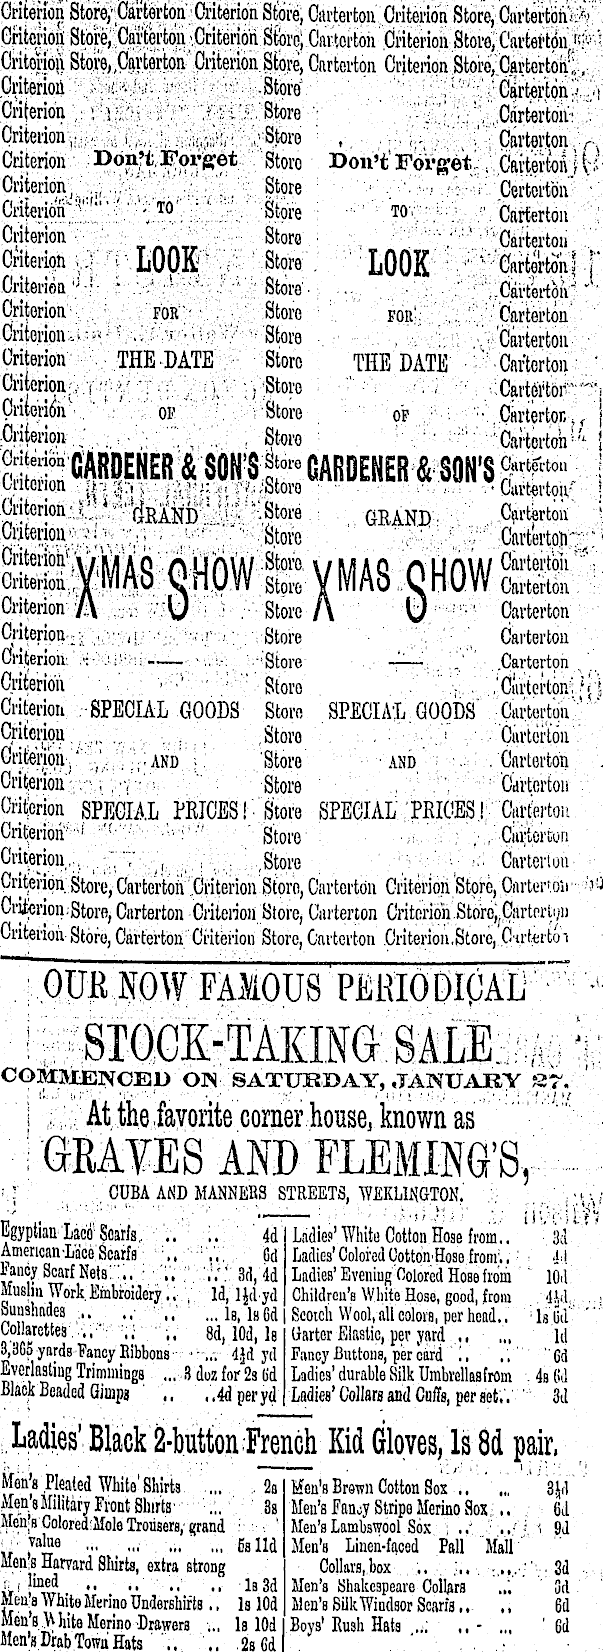 Criterion Store, Carterton Criterion Store, Carterton Criterion Store, Carterton
Criterion Store, Carterton Criterion Store, Carterton Criterion Store, Carterton
Criterion Store, Carterton Criterion Store, Carterton Criterion Store, Carterton
Criterion Store Carterton
Criterion Store Carterton
Criterion Store Carterton
Criterion Don't Forget Store Don't Forget Carterton
Criterion Store Certerton
Criterion TO Store TO Carterton
Criterion Store Carterton
Criterion LOOK Store LOOK Carterton
Criterion Store Carterton
Criterion FOR Store FOR Carterton
Criterion Store Carterton
Criterion THE DATE Store THE DATE Carterton
Criterion Store Carterton
Criterion OF Store OF Carterton
Criterion Store Carterton
Criterion GARDENER & SON'S Store GARDENER & SON'S Carterton
Criterion Store Carterton
Criterion GRAND Store GRAND Carterton
Criterion Store Carterton
Criterion XMAS SHOW Store XMAS SHOW Carterton
Criterion Store Carterton
Criterion Store Carterton
Criterion Store Carterton
Criterion Store Carterton
Criterion Store Carterton
Criterion SPECIAL GOODS Store SPECIAL GOODS Carterton
Criterion Store Carterton
Criterion AND Store AND Carterton
Criterion Store Carterton
Criterion SPECIAL PRICES! Store SPECIAL PRICES! Carterton
Criterion Store Carterton
Criterion Store Carterton
Criterion Store, Carterton Criterion Store, Carterton Criterion Store, Carterton
Criterion Store, Carterton Criterion Store, Carterton Criterion Store, Carterton
Criterion Store, Carterton Criterion Store, Carterton Criterion Store, Carterton
OUR NOW FAMOUS PERIODICAL
STOCK-TAKING SALE
COMMENCED ON SATURDAY, JANUARY 27.
At the favorite corner house, known as
GRAVES AND FLEMING'S,
CUBA AND MANNERS STREETS, WEKLINGTON.
Egyptian Lace Scarfs .. .. 4d
American Lace Scarfs .. .. 6d
Fancy Scarf Nets .. .. 3d, 4d
Muslin Work Embroidery .. 1d, 1½d yd
Sunshades .. .. .. 1s, 1s 6d
Collarettes .. .. 8d, 10d, 1s
3,365 yards Fancy Ribbons ... 4½d yd
Everlasting Trimmings ... 3 doz for 2s 6d
Black Beaded Gimps .. ..4d per yd
Ladies' White Cotton Hose from.. 3d
Ladies' Colored Cotton Hose from.. 4d
Ladies' Evening Colored Hose from 10d
Children's White Hose, good, from 4½d
Scotch Wool, all colors, per head.. 1s 6d
Garter Elastic, per yard .. ... 1d
Fancy Buttons, per card .. .. 6d
Ladies' durable Silk Umbrellas from 4s 6d
Ladies' Collars and Cuffs, per set.. 3d
Ladies' Black 2-button French Kid Gloves, 1s 8d pair.
Men's Pleated White Shirts ... 2s
Men's Military Front Shirts ... 3s
Men's Colored Mole Trousers, grand
value ... ... ... ... 5s 11d
Men's Harvard Shirts, extra strong
lined .. .. .. .. 1s 3d
Men's White Merino Undershirts .. 1s 10d
Men's White Merino Drawers ... 1s 10d
Men's Drab Town Hats .. .. 2s 6d
Men's Brown Cotton Sox .. ... 3½d
Men's Fancy Stripe Merino Sox .. 6d
Men's Lambswool Sox .. .. 9d
Men's Linen-faced Pall Mall
Collars, box .. .. .. 3d
Men's Shakespeare Collars ... 3d
Men's Silk Windsor Scarfs .. .. 6d
Boys' Rush Hats ... .. - ... 6d